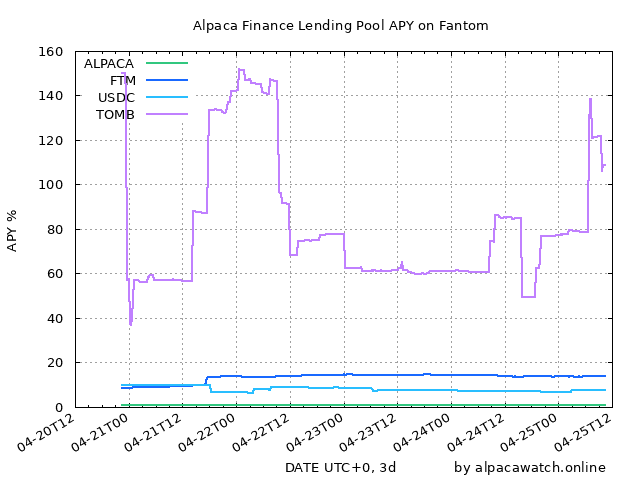 Alpaca Finance Lending Pool APY on Fantom
160
140
120
100
80
60
40
20
0
APY %
ALPACA
FTM
USDC
TOMB
04-20T12
04-21T00
04-21T12
04-22T00
04-22T12
04-23T00
04-23T12
04-24T00
04-24T12
04-25T00
04-25T12
DATE UTC+0, 3d
by alpacawatch.online